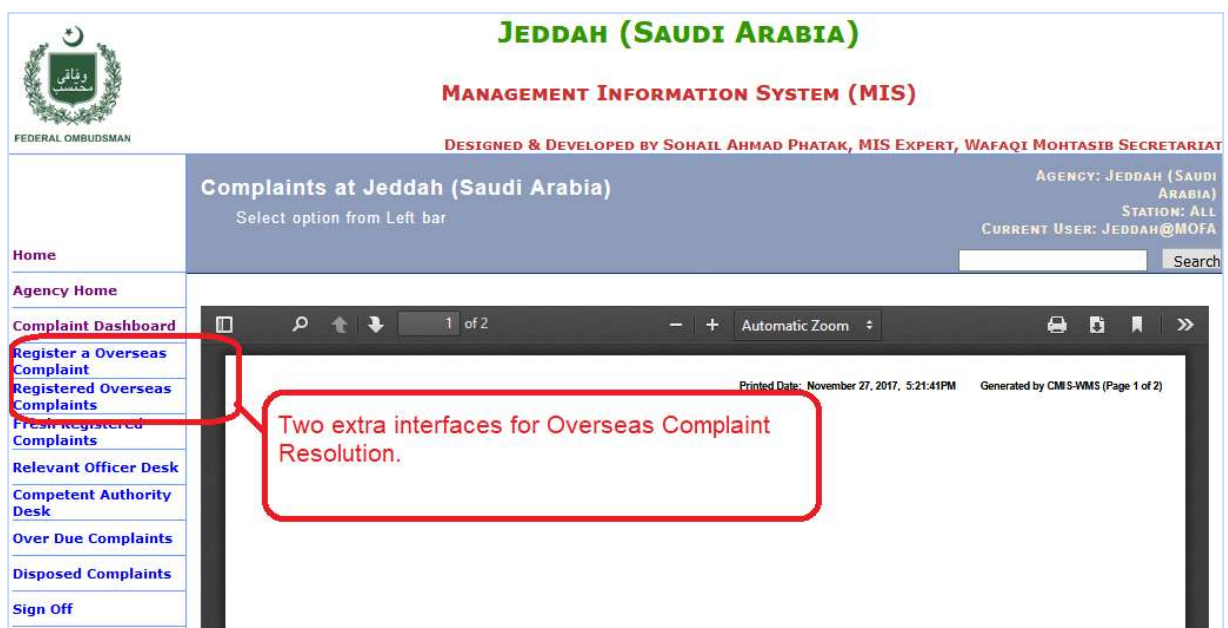 JEDDAH (SAUDI ARABIA)
وفاقی
محتسب
MANAGEMENT INFORMATION SYSTEM (MIS)
FEDERAL OMBUDSMAN
DESIGNED & DEVELOPED BY SOHAIL AHMAD PHATAK, MIS EXPERT, WAFAQI MOHTASIB SECRETARIAT
Complaints at Jeddah (Saudi Arabia)
Select option from Left bar
AGENCY: JEDDAH (SAUDI
ARABIA)
STATION: ALL
CURRENT USER: JEDDAH@MOFA
Search
Home
Agency Home
Complaint Dashboard
Register a Overseas
Complaint
Registered Overseas
Complaints
Fresh Registered
Complaints
Relevant Officer Desk
Competent Authority
Desk
Over Due Complaints
Disposed Complaints
Sign Off
1 of 2
Automatic Zoom
Printed Date: November 27, 2017, 5:21:41PM Generated by CMIS-WMS (Page 1 of 2)
Two extra interfaces for Overseas Complaint
Resolution.